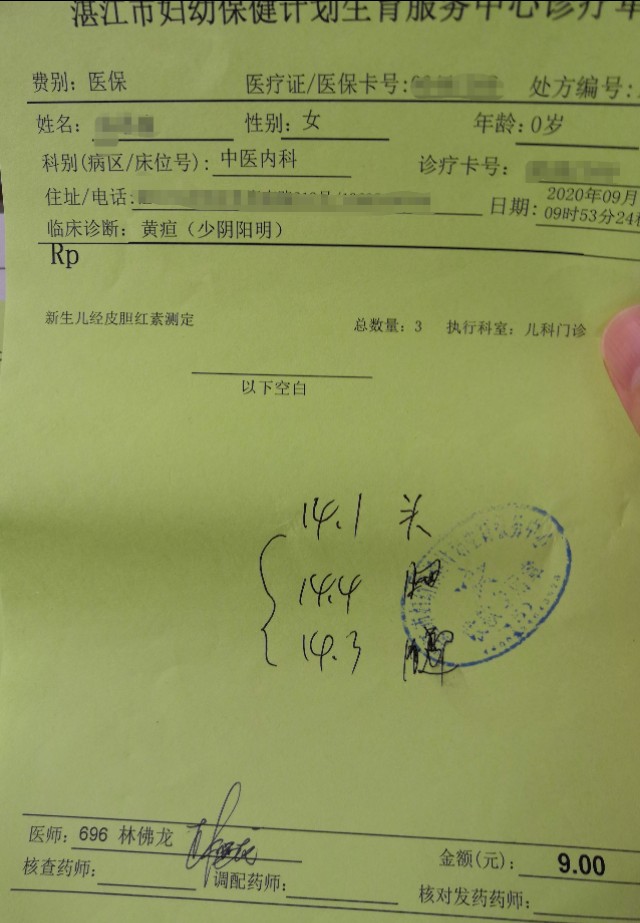 湛江市妇幼保健计划生育服务中心诊疗单
费别：医保 医疗证/医保卡号： 处方编号：
姓名： 性别：女 年龄：0岁
科别(病区/床位号)：中医内科 诊疗卡号：
住址/电话： 日期：2020年09月
09时53分24秒
临床诊断：黄疸（少阴阳明）
Rp
新生儿经皮胆红素测定 总数量：3 执行科室：儿科门诊
以下空白
14.1 头
14.4 胸
14.3 腰
医师：696 林佛龙 金额(元)：9.00
核查药师： 调配药师： 核对发药药师：